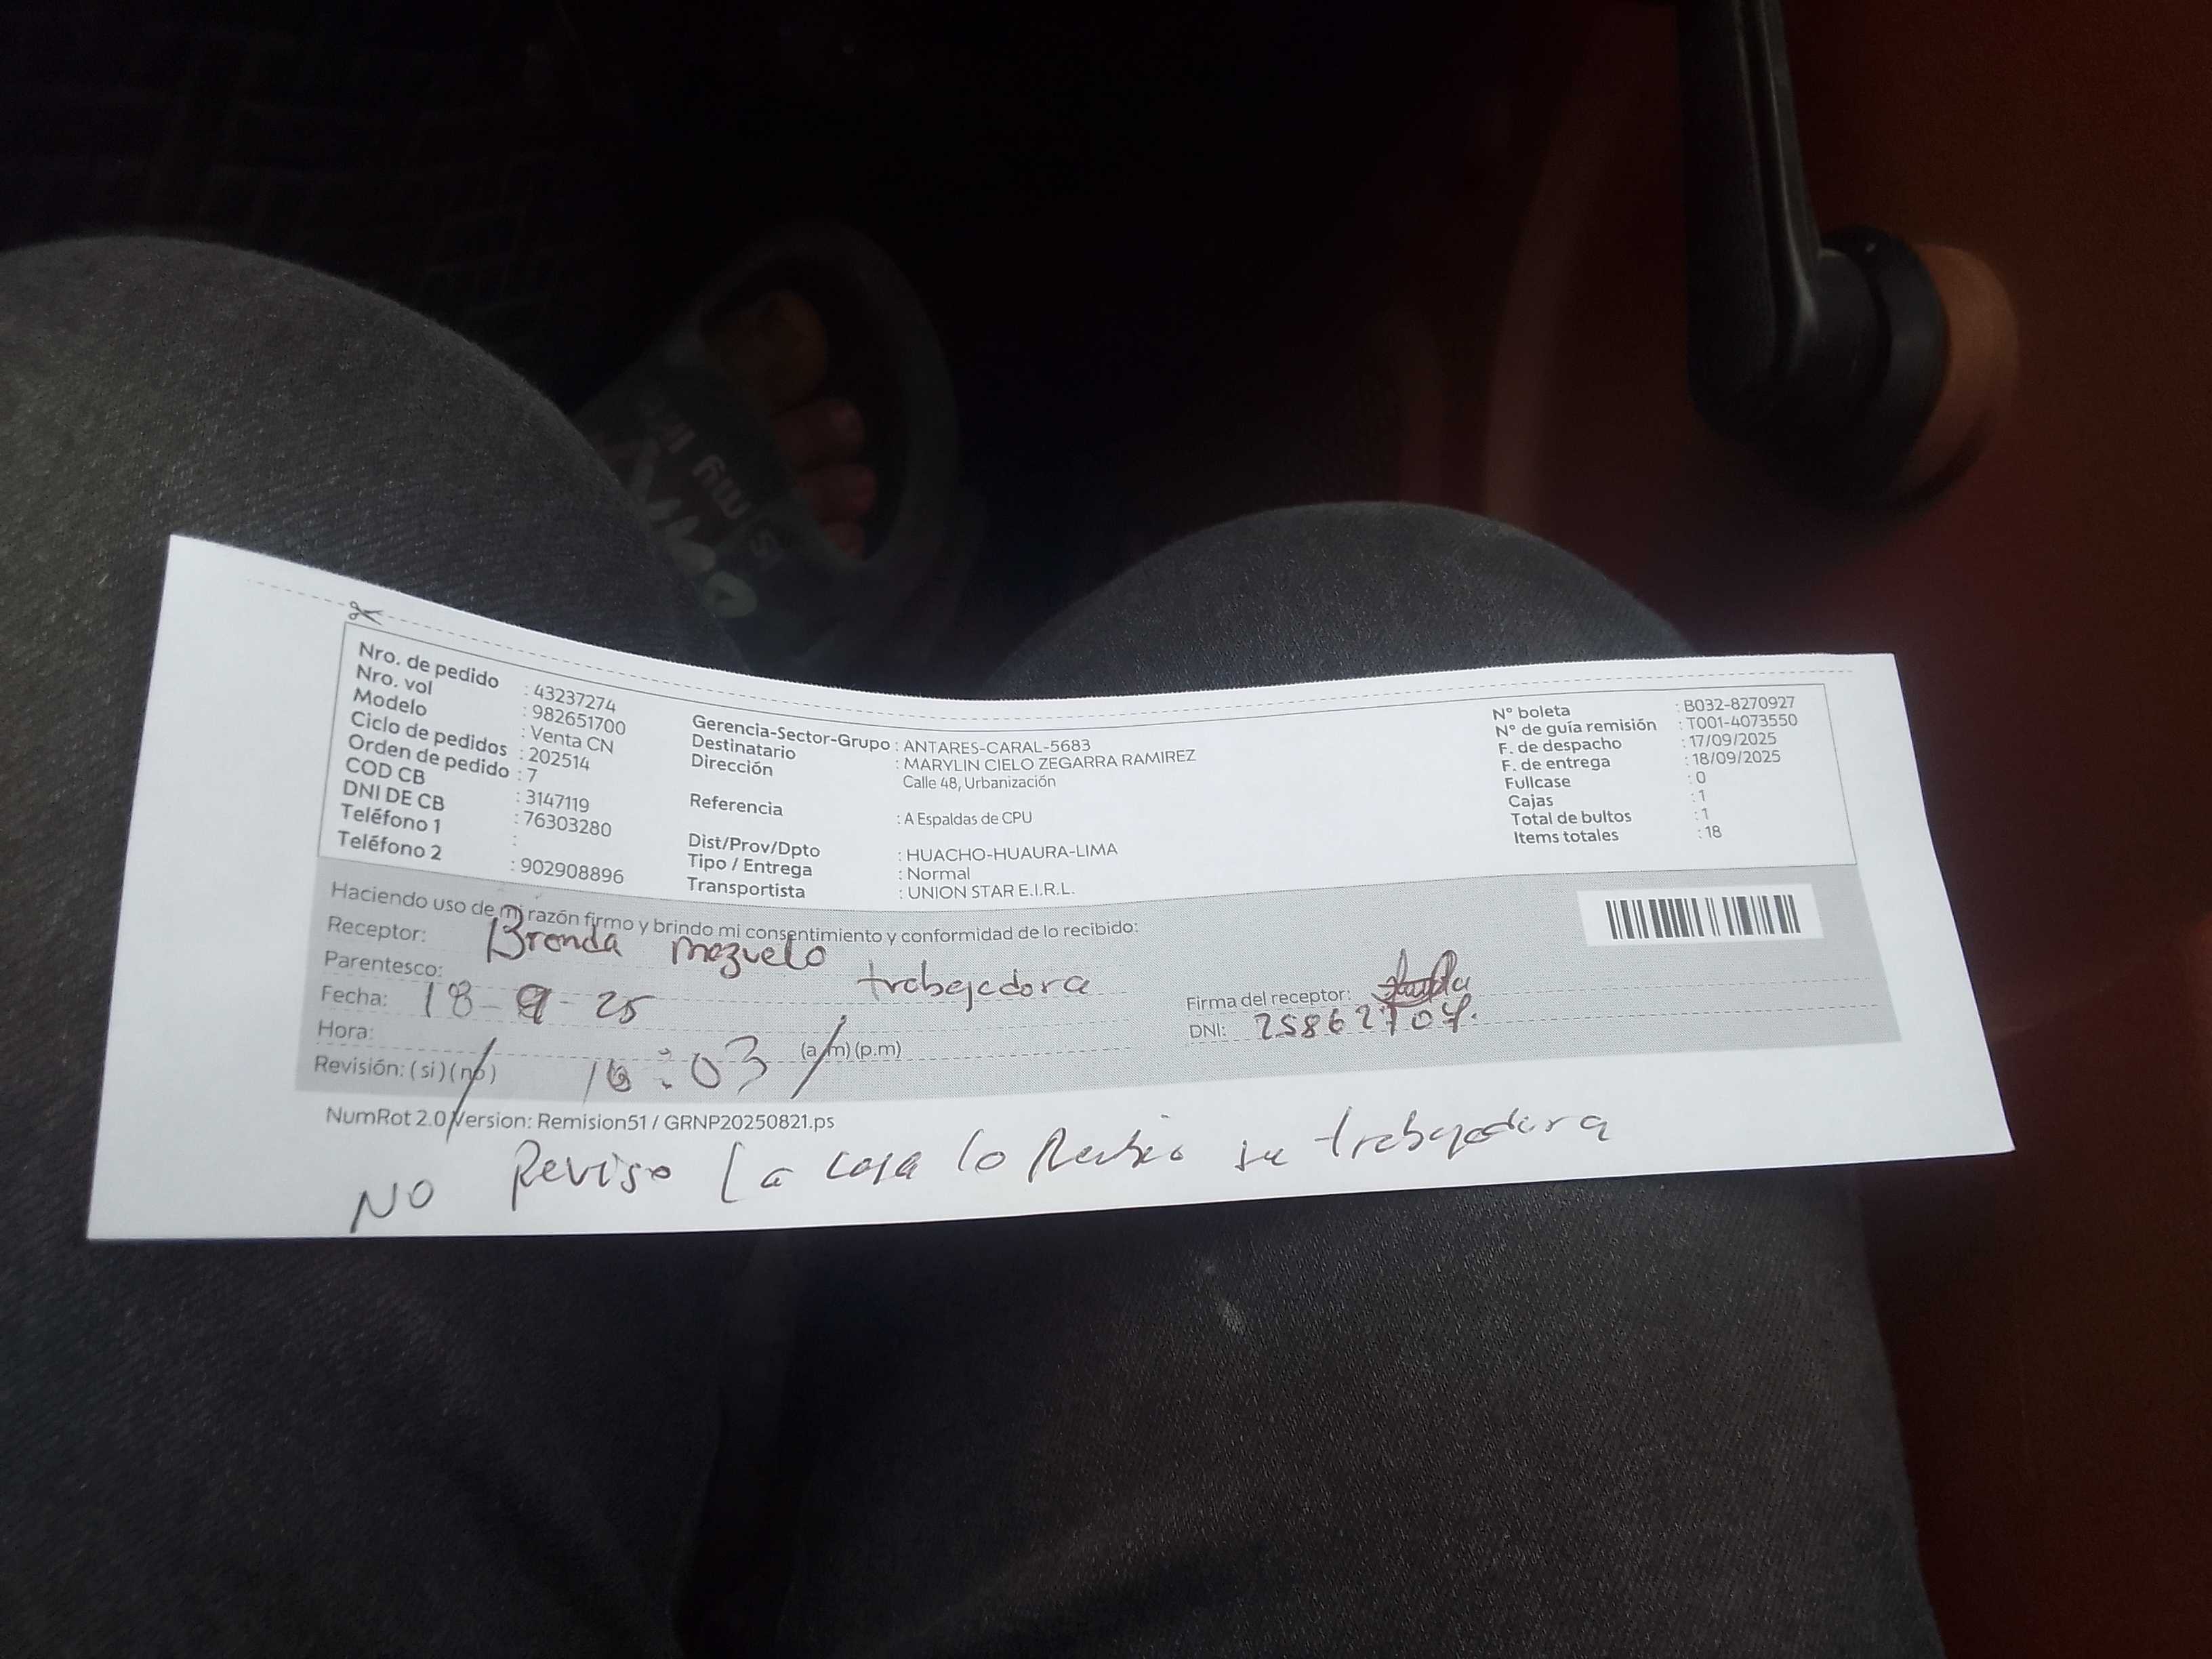 Nro. de pedido : 43237274
Nro. vol : 982651700
Modelo : Venta CN
Ciclo de pedidos : 202514
Orden de pedido : 7
COD CB : 3147119
DNI DE CB : 76303280
Teléfono 1 :
Teléfono 2 : 902908896
Gerencia-Sector-Grupo : ANTARES-CARAL-5683
Destinatario : MARYLIN CIELO ZEGARRA RAMIREZ
Dirección Calle 48, Urbanización
Referencia : A Espaldas de CPU
Dist/Prov/Dpto : HUACHO-HUAURA-LIMA
Tipo / Entrega : Normal
Transportista : UNION STAR E.I.R.L.
N° boleta : B032-8270927
N° de guía remisión : T001-4073550
F. de despacho : 17/09/2025
F. de entrega : 18/09/2025
Fullcase : 0
Cajas : 1
Total de bultos : 1
Items totales : 18
Haciendo uso de mi razón firmo y brindo mi consentimiento y conformidad de lo recibido:
Receptor: Brenda mozuelo
Parentesco: trabajadora
Fecha: 18-9-25
Hora: :03 (a.m) (p.m)
Revisión: (si) (no)
Firma del receptor:
DNI: 25862704.
NumRot 2.0 Version: Remision51 / GRNP20250821.ps
NO Reviso La caja lo Recibio su trabajadora